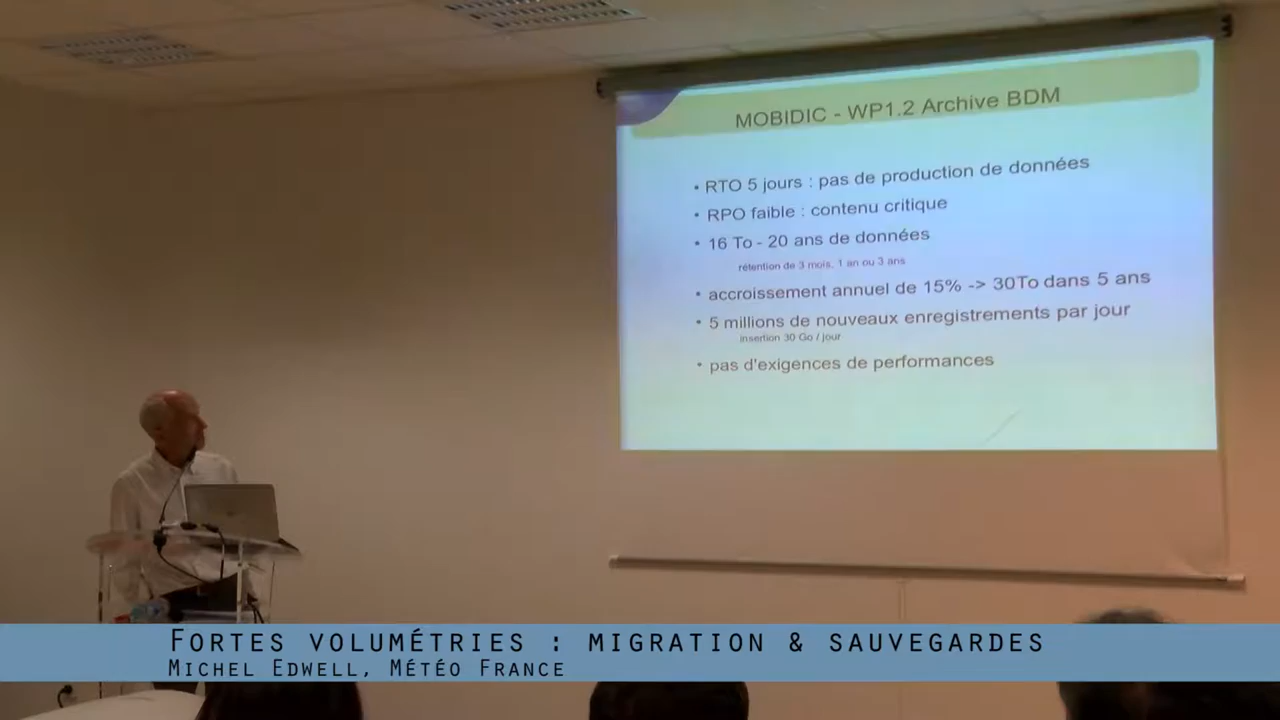 MOBIDIC - WP1.2 Archive BDM
• RTO 5 jours : pas de production de données
• RPO faible : contenu critique
• 16 To - 20 ans de données
rétention de 3 mois, 1 an ou 3 ans
• accroissement annuel de 15% -> 30To dans 5 ans
• 5 millions de nouveaux enregistrements par jour
insertion 30 Go / jour
• pas d'exigences de performances
FORTES VOLUMÉTRIES : MIGRATION & SAUVEGARDES
MICHEL EDWELL, MÉTÉO FRANCE